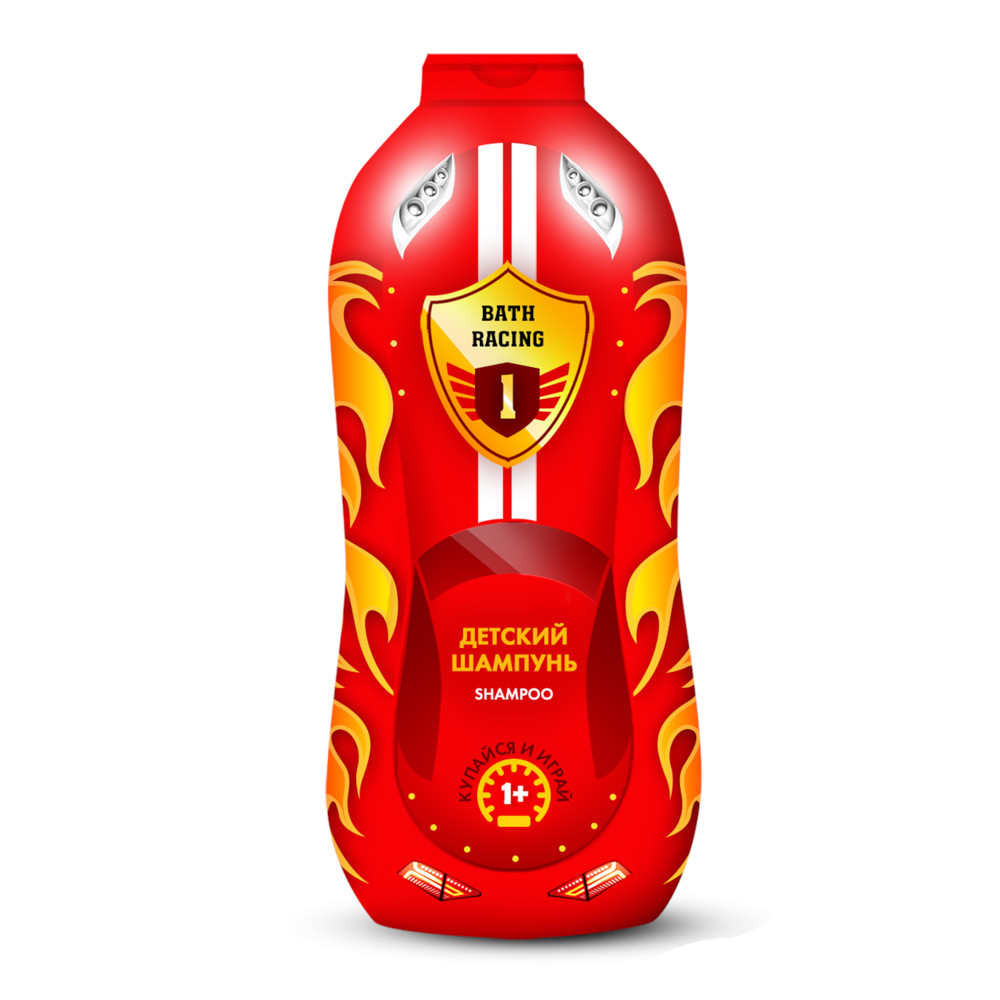 BATH
RACING
1
ДЕТСКИЙ
ШАМПУНЬ
SHAMPOO
КУПАЙСЯ И ИГРАЙ
1+